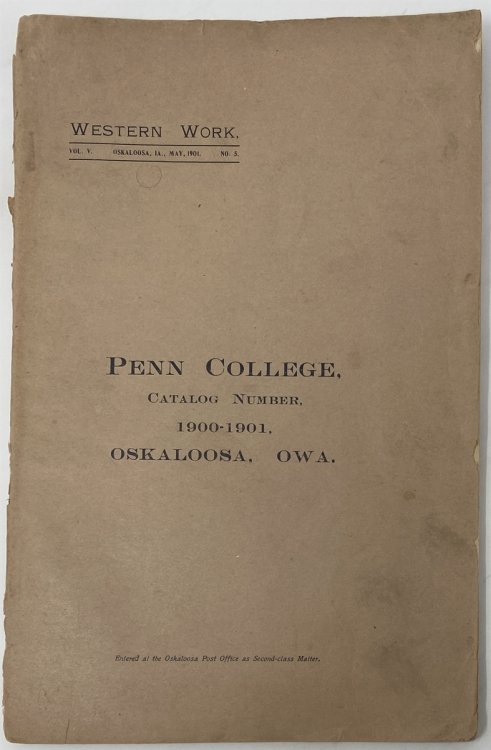 WESTERN WORK.
VOL. V. OSKALOOSA, IA., MAY, 1901. NO. 5.
PENN COLLEGE,
CATALOG NUMBER,
1900-1901,
OSKALOOSA, OWA.
Entered at the Oskaloosa Post Office as Second-class Matter.